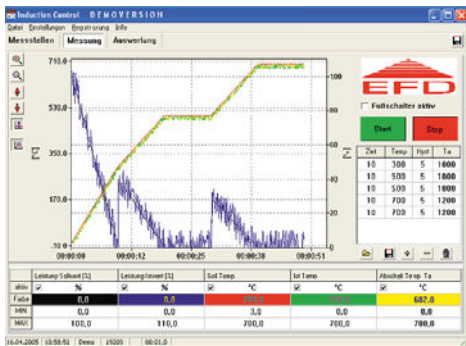 Induction Control DEMOVERSION
Datei Einstellungen Registrierung Info
Messstellen Messung Auswertung
710.0
530.0
350.0
170.0
-10.0
[°C]
100
80
60
40
20
0
[%]
00:00:00 00:00:12 00:00:25 00:00:38 00:00:51
EFD
Fußschalter aktiv
Start Stop
Zeit Temp Hyst Ta
10 300 5 1000
10 500 5 1000
10 500 5 1000
10 700 5 1200
10 700 5 1200
Leistung Sollwert [%] Leistung Istwert [%] Soll Temp. Ist Temp. Abschalt Temp Ta
aktiv % % °C °C °C
Farbe 0,0 0,0 682,0
MIN 0,0 0,0 3,0 0,0 0,0
MAX 100,0 110,0 700,0 700,0 700,0
16.04.2005 10:59:51 Demo 19200 00:01,0